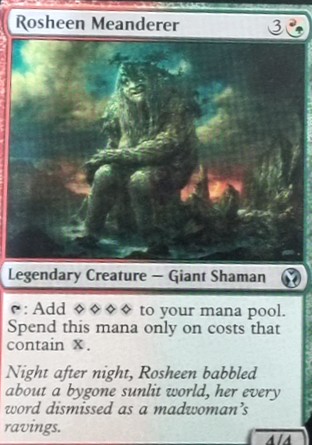 Rosheen Meanderer 3
Legendary Creature — Giant Shaman
: Add ◇◇◇◇ to your mana pool.
Spend this mana only on costs that
contain X.
Night after night, Rosheen babbled
about a bygone sunlit world, her every
word dismissed as a madwoman's
ravings.
4/4